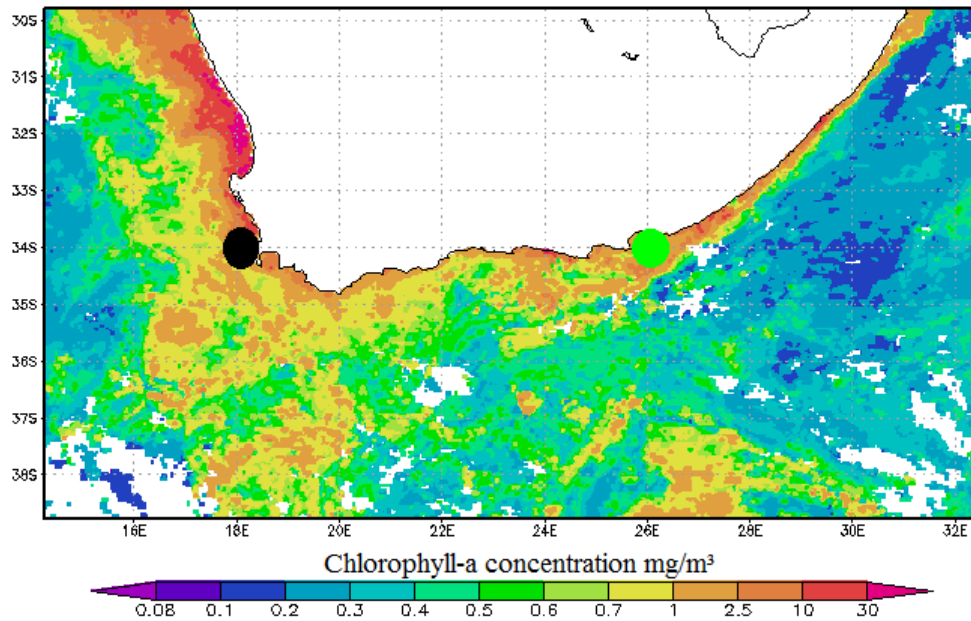 30S
31S
32S
33S
34S
35S
36S
37S
38S
16E 18E 20E 22E 24E 26E 28E 30E 32E
Chlorophyll-a concentration mg/m³
0.08 0.1 0.2 0.3 0.4 0.5 0.6 0.7 1 2.5 10 30